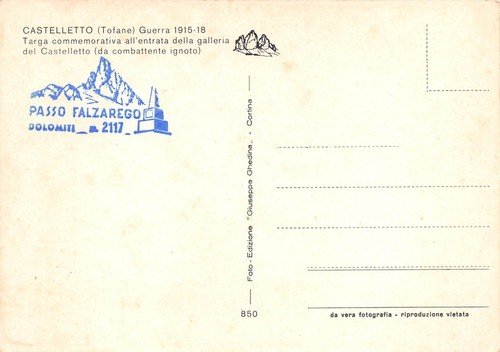 CASTELLETTO (Tofane) Guerra 1915-18
Targa commemorativa all'entrata della galleria
del Castelletto (da combattente ignoto)
PASSO FALZAREGO
DOLOMITI m. 2117
Foto - Edizione "Giuseppe Ghedina„ - Cortina
850
da vera fotografia - riproduzione vietata